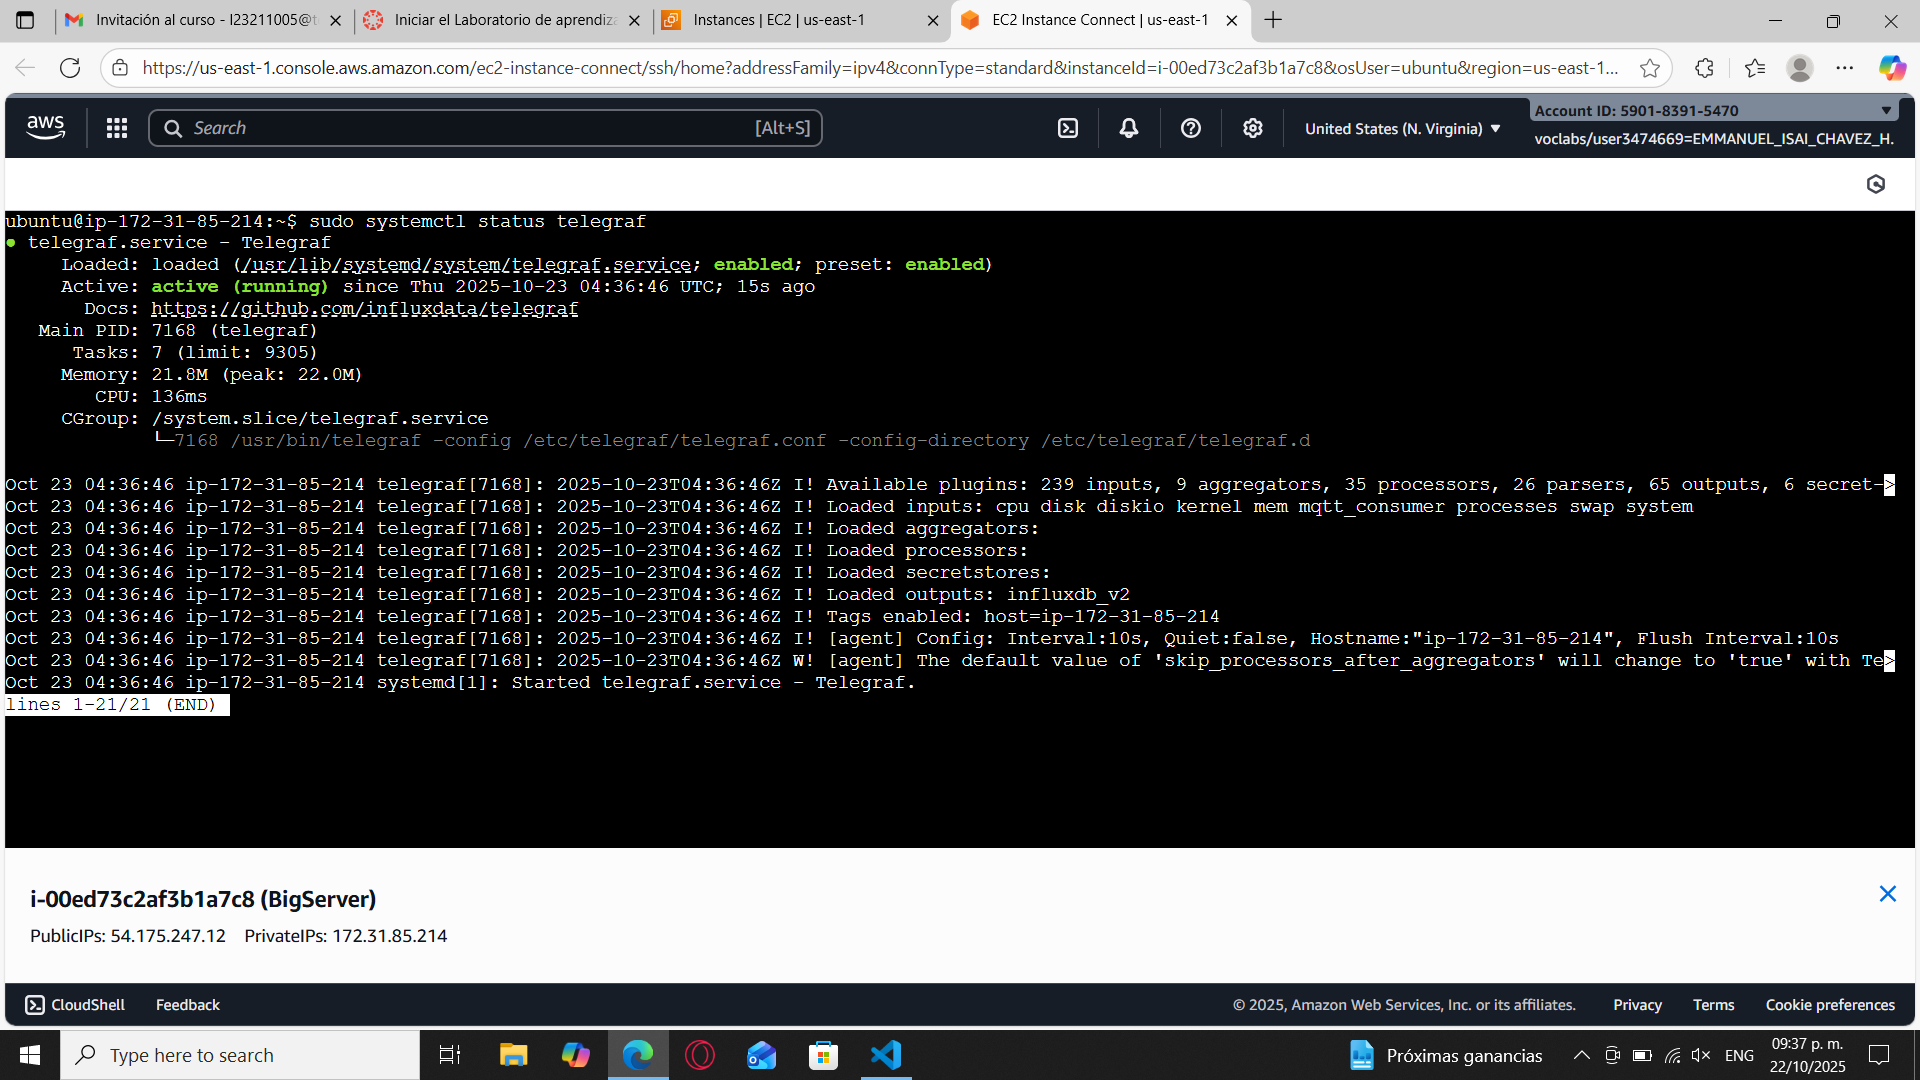 Invitación al curso - l23211005@t
Iniciar el Laboratorio de aprendiza
Instances | EC2 | us-east-1
EC2 Instance Connect | us-east-1
https://us-east-1.console.aws.amazon.com/ec2-instance-connect/ssh/home?addressFamily=ipv4&connType=standard&instanceId=i-00ed73c2af3b1a7c8&osUser=ubuntu&region=us-east-1...
aws
Search
[Alt+S]
United States (N. Virginia)
Account ID: 5901-8391-5470
voclabs/user3474669=EMMANUEL_ISAI_CHAVEZ_H.
ubuntu@ip-172-31-85-214:~$ sudo systemctl status telegraf
● telegraf.service - Telegraf
Loaded: loaded (/usr/lib/systemd/system/telegraf.service; enabled; preset: enabled)
Active: active (running) since Thu 2025-10-23 04:36:46 UTC; 15s ago
Docs: https://github.com/influxdata/telegraf
Main PID: 7168 (telegraf)
Tasks: 7 (limit: 9305)
Memory: 21.8M (peak: 22.0M)
CPU: 136ms
CGroup: /system.slice/telegraf.service
└─7168 /usr/bin/telegraf -config /etc/telegraf/telegraf.conf -config-directory /etc/telegraf/telegraf.d
Oct 23 04:36:46 ip-172-31-85-214 telegraf[7168]: 2025-10-23T04:36:46Z I! Available plugins: 239 inputs, 9 aggregators, 35 processors, 26 parsers, 65 outputs, 6 secret->
Oct 23 04:36:46 ip-172-31-85-214 telegraf[7168]: 2025-10-23T04:36:46Z I! Loaded inputs: cpu disk diskio kernel mem mqtt_consumer processes swap system
Oct 23 04:36:46 ip-172-31-85-214 telegraf[7168]: 2025-10-23T04:36:46Z I! Loaded aggregators:
Oct 23 04:36:46 ip-172-31-85-214 telegraf[7168]: 2025-10-23T04:36:46Z I! Loaded processors:
Oct 23 04:36:46 ip-172-31-85-214 telegraf[7168]: 2025-10-23T04:36:46Z I! Loaded secretstores:
Oct 23 04:36:46 ip-172-31-85-214 telegraf[7168]: 2025-10-23T04:36:46Z I! Loaded outputs: influxdb_v2
Oct 23 04:36:46 ip-172-31-85-214 telegraf[7168]: 2025-10-23T04:36:46Z I! Tags enabled: host=ip-172-31-85-214
Oct 23 04:36:46 ip-172-31-85-214 telegraf[7168]: 2025-10-23T04:36:46Z I! [agent] Config: Interval:10s, Quiet:false, Hostname:"ip-172-31-85-214", Flush Interval:10s
Oct 23 04:36:46 ip-172-31-85-214 telegraf[7168]: 2025-10-23T04:36:46Z W! [agent] The default value of 'skip_processors_after_aggregators' will change to 'true' with Te>
Oct 23 04:36:46 ip-172-31-85-214 systemd[1]: Started telegraf.service - Telegraf.
lines 1-21/21 (END)
i-00ed73c2af3b1a7c8 (BigServer)
PublicIPs: 54.175.247.12 PrivateIPs: 172.31.85.214
CloudShell
Feedback
© 2025, Amazon Web Services, Inc. or its affiliates.
Privacy
Terms
Cookie preferences
Type here to search
Próximas ganancias
ENG
09:37 p. m.
22/10/2025